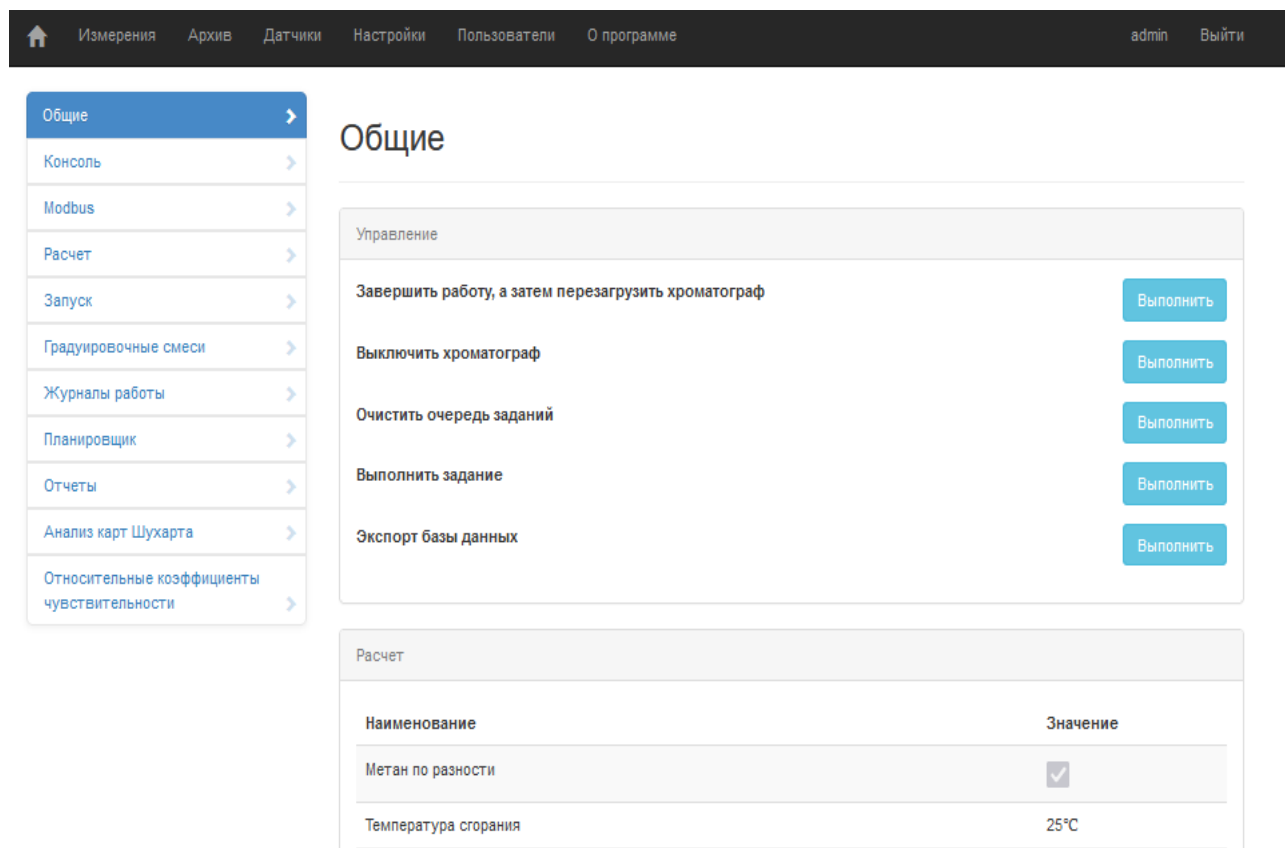 Измерения Архив Датчики Настройки Пользователи О программе admin Выйти
Общие
Консоль
Modbus
Расчет
Запуск
Градуировочные смеси
Журналы работы
Планировщик
Отчеты
Анализ карт Шухарта
Относительные коэффициенты
чувствительности
Общие
Управление
Завершить работу, а затем перезагрузить хроматограф Выполнить
Выключить хроматограф Выполнить
Очистить очередь заданий Выполнить
Выполнить задание Выполнить
Экспорт базы данных Выполнить
Расчет
Наименование Значение
Метан по разности
Температура сгорания 25°C